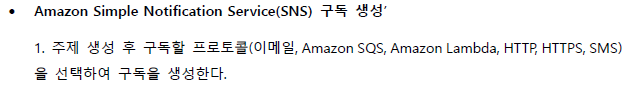 • Amazon Simple Notification Service(SNS) 구독 생성’
1. 주제 생성 후 구독할 프로토콜(이메일, Amazon SQS, Amazon Lambda, HTTP, HTTPS, SMS)
을 선택하여 구독을 생성한다.